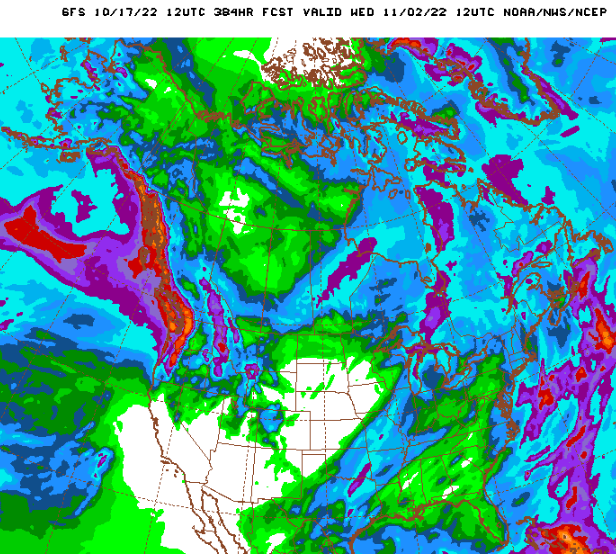 GFS 10/17/22 12UTC 384HR FCST VALID WED 11/02/22 12UTC NOAA/NWS/NCEP